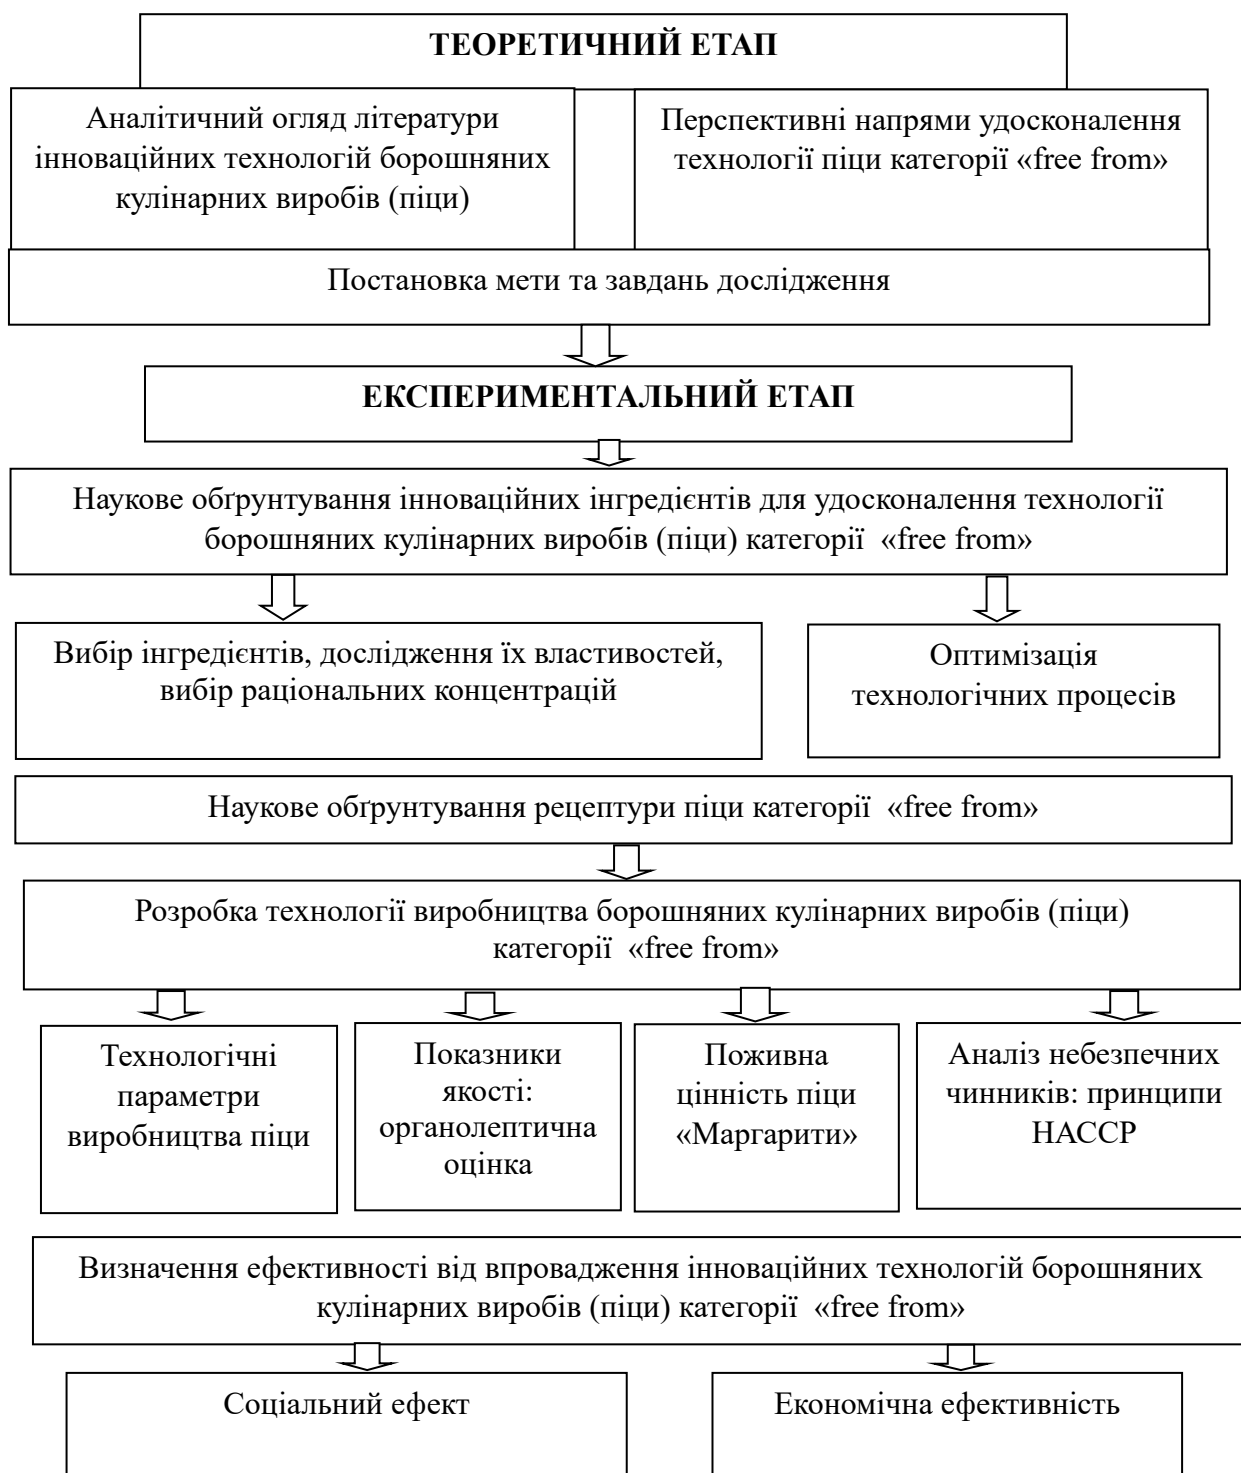 ТЕОРЕТИЧНИЙ ЕТАП
Аналітичний огляд літератури
інноваційних технологій борошняних
кулінарних виробів (піци)
Перспективні напрями удосконалення
технології піци категорії «free from»
Постановка мети та завдань дослідження
ЕКСПЕРИМЕНТАЛЬНИЙ ЕТАП
Наукове обґрунтування інноваційних інгредієнтів для удосконалення технології
борошняних кулінарних виробів (піци) категорії «free from»
Вибір інгредієнтів, дослідження їх властивостей,
вибір раціональних концентрацій
Оптимізація
технологічних процесів
Наукове обґрунтування рецептури піци категорії «free from»
Розробка технології виробництва борошняних кулінарних виробів (піци)
категорії «free from»
Технологічні
параметри
виробництва піци
Показники
якості:
органолептична
оцінка
Поживна
цінність піци
«Маргарити»
Аналіз небезпечних
чинників: принципи
НАССР
Визначення ефективності від впровадження інноваційних технологій борошняних
кулінарних виробів (піци) категорії «free from»
Соціальний ефект
Економічна ефективність